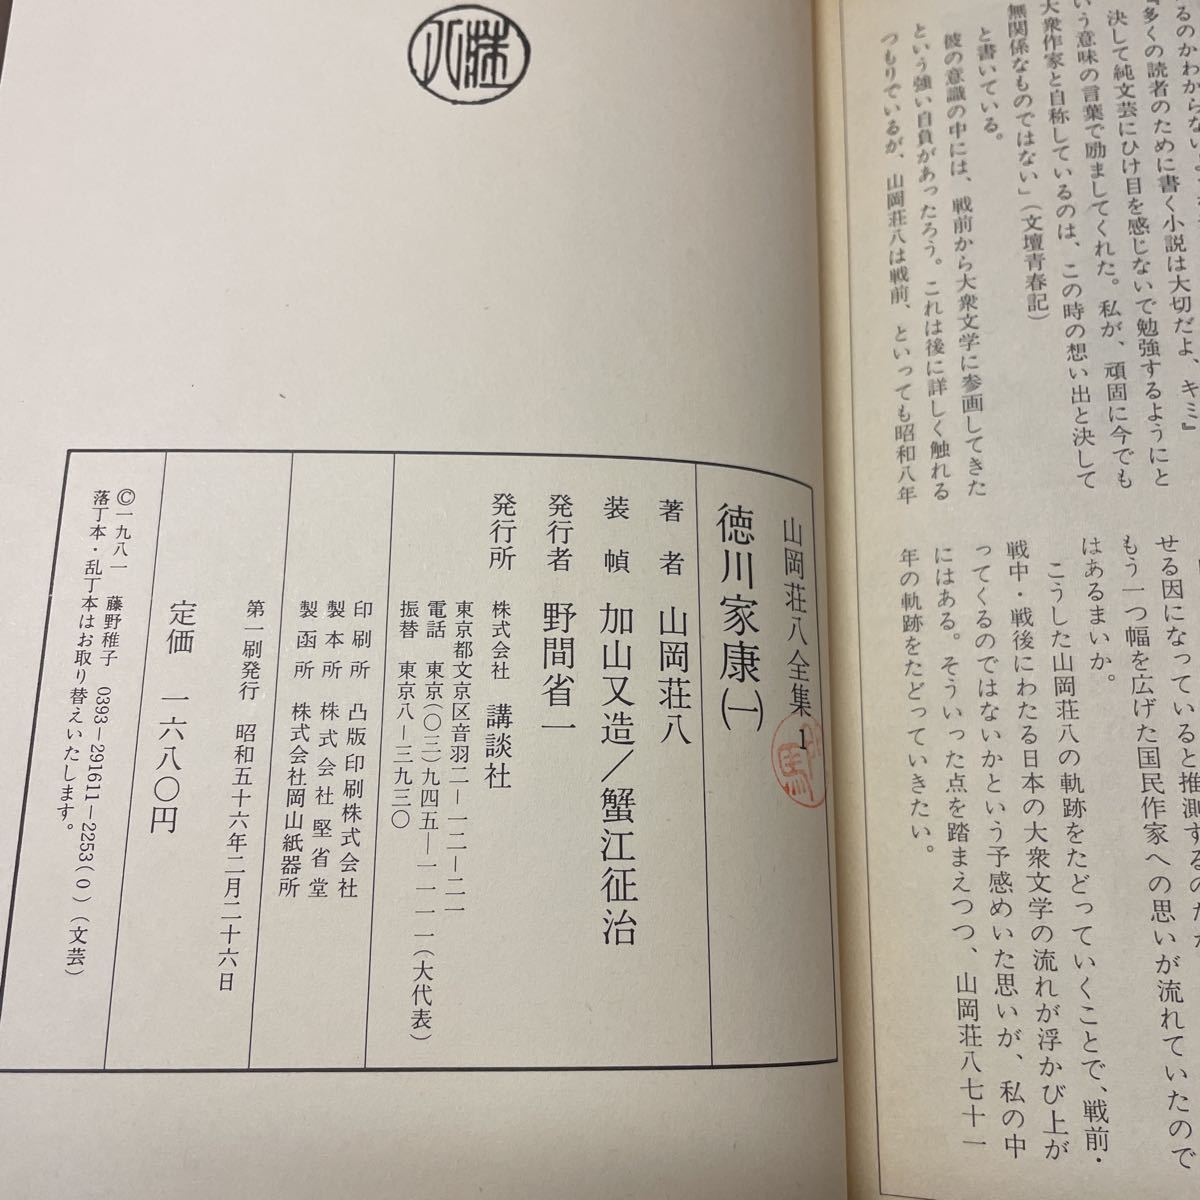 るのかわからない
『多くの読者のために書く小説は大切だよ、キミ』
決して純文芸にひけ目を感じないで勉強するようにと
いう意味の言葉で励ましてくれた。私が、頑固に今でも
大衆作家と自称しているのは、この時の想い出と決して
無関係なものではない」(文壇青春記)
と書いている。
彼の意識の中には、戦前から大衆文学に参画してきた
という強い自負があったろう。これは後に詳しく触れる
つもりでいるが、山岡荘八は戦前、といっても昭和八年
せる因になっていると推測するのだが
もう一つ幅を広げた国民作家への思いが流れていたので
はあるまいか。
こうした山岡荘八の軌跡をたどっていくことで、戦前・
戦中・戦後にわたる日本の大衆文学の流れが浮かび上が
ってくるのではないかという予感めいた思いが、私の中
にはある。そういった点を踏まえつつ、山岡荘八七十一
年の軌跡をたどっていきたい。
荘八
山岡荘八全集 1
徳川家康(一)
著者 山岡荘八
装幀 加山又造/蟹江征治
発行者 野間省一
発行所 株式会社 講談社
東京都文京区音羽二―一二―二一
電話 東京(〇三)九四五―一一一一(大代表)
振替 東京八―三九三〇
印刷所 凸版印刷株式会社
製本所 株式会社堅省堂
製函所 株式会社岡山紙器所
第一刷発行 昭和五十六年二月二十六日
定価 一六八〇円
©一九八一 藤野稚子 0393―291611―2253(0) (文芸)
落丁本・乱丁本はお取り替えいたします。